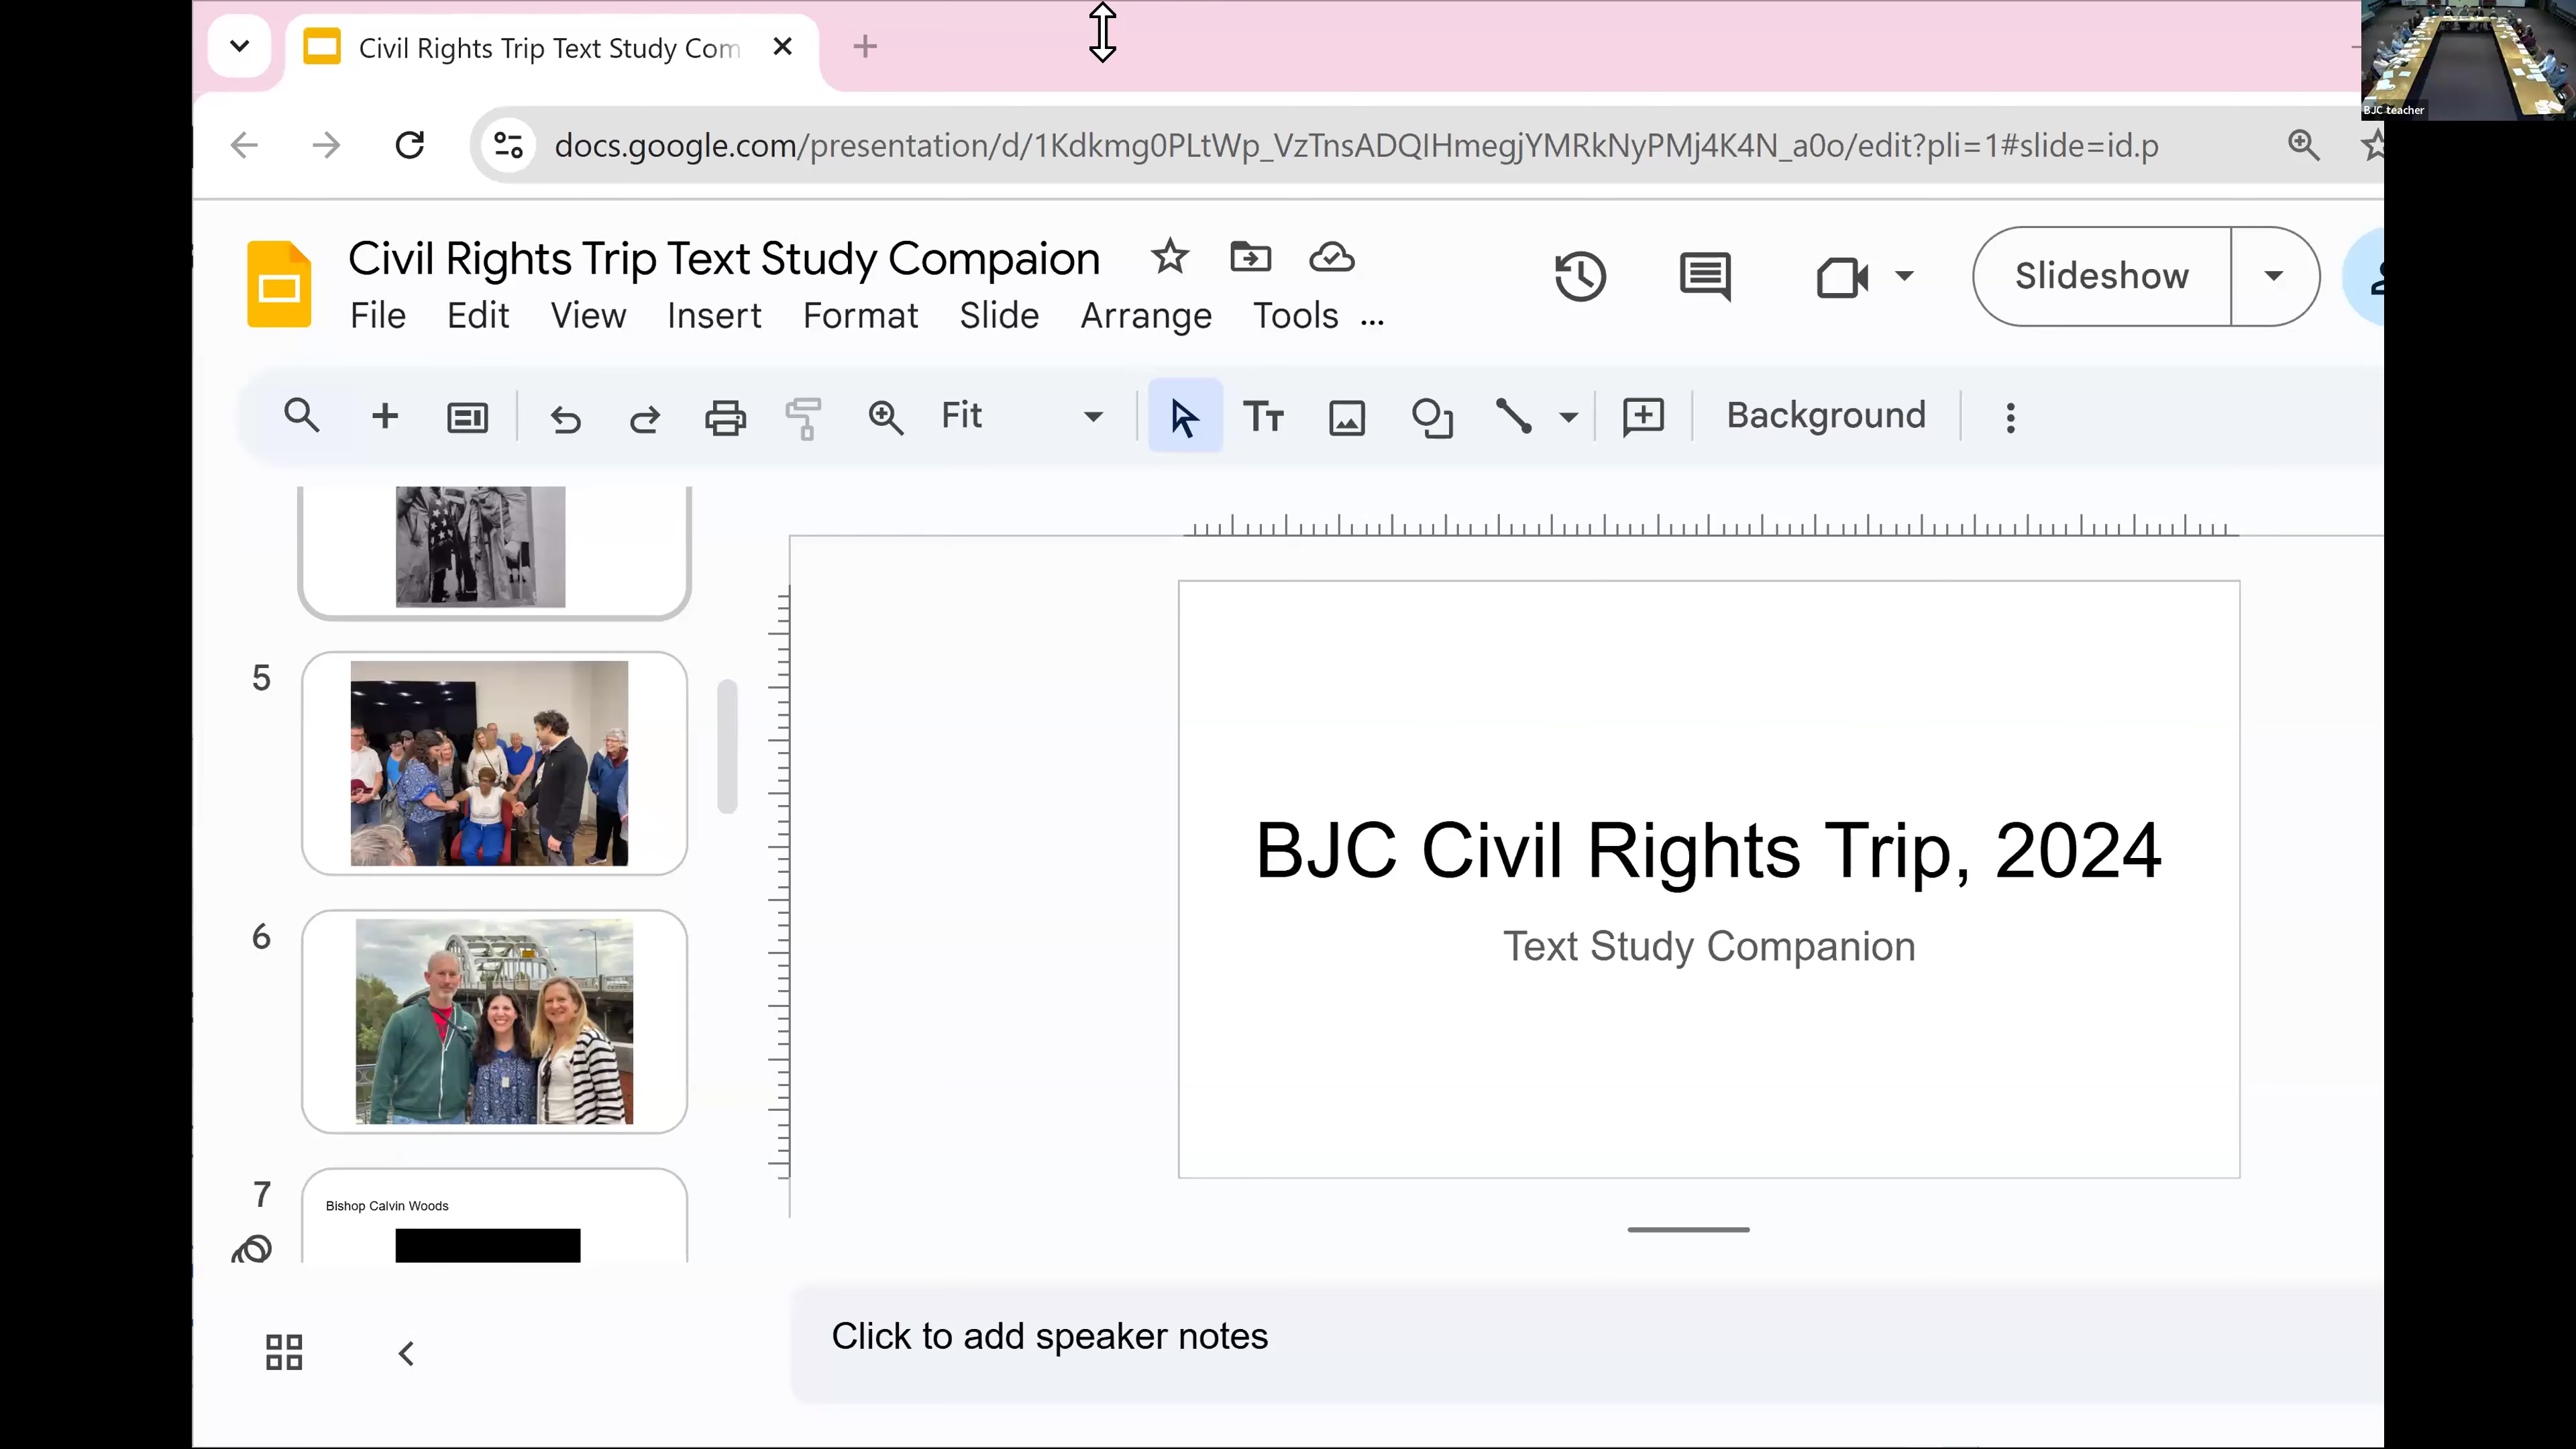 Civil Rights Trip Text Study Com
BJC teacher
docs.google.com/presentation/d/1Kdkmg0PLtWp_VzTnsADQIHmegjYMRkNyPMj4K4N_a0o/edit?pli=1#slide=id.p
Civil Rights Trip Text Study Compaion
File Edit View Insert Format Slide Arrange Tools ...
Slideshow
Fit
Background
5
6
7
Bishop Calvin Woods
BJC Civil Rights Trip, 2024
Text Study Companion
Click to add speaker notes